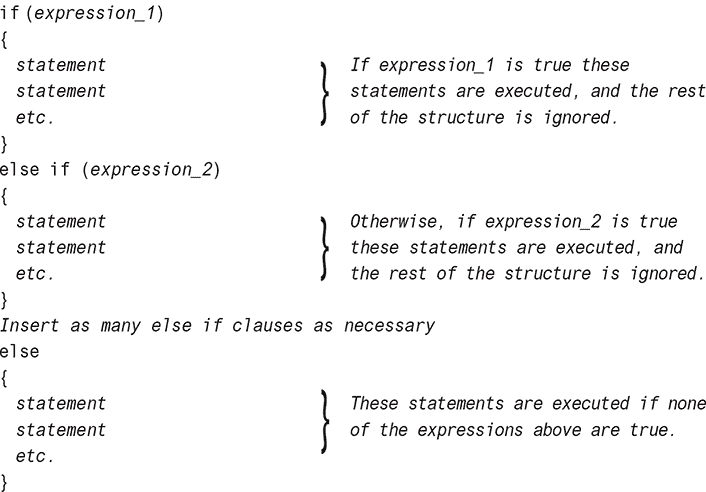 if (expression_1)
{
statement } If expression_1 is true these
statement statements are executed, and the rest
etc. of the structure is ignored.
}
else if (expression_2)
{
statement } Otherwise, if expression_2 is true
statement these statements are executed, and
etc. the rest of the structure is ignored.
}
Insert as many else if clauses as necessary
else
{
statement } These statements are executed if none
statement of the expressions above are true.
etc.
}